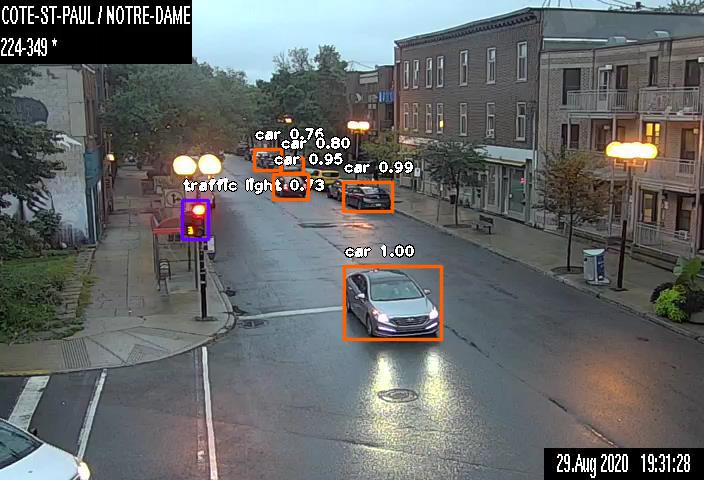 COTE-ST-PAUL / NOTRE-DAME
224-349 *
car 0.76
car 0.80
car 0.95
car 0.99
traffic light 0.73
car 1.00
29.Aug 2020 19:31:28